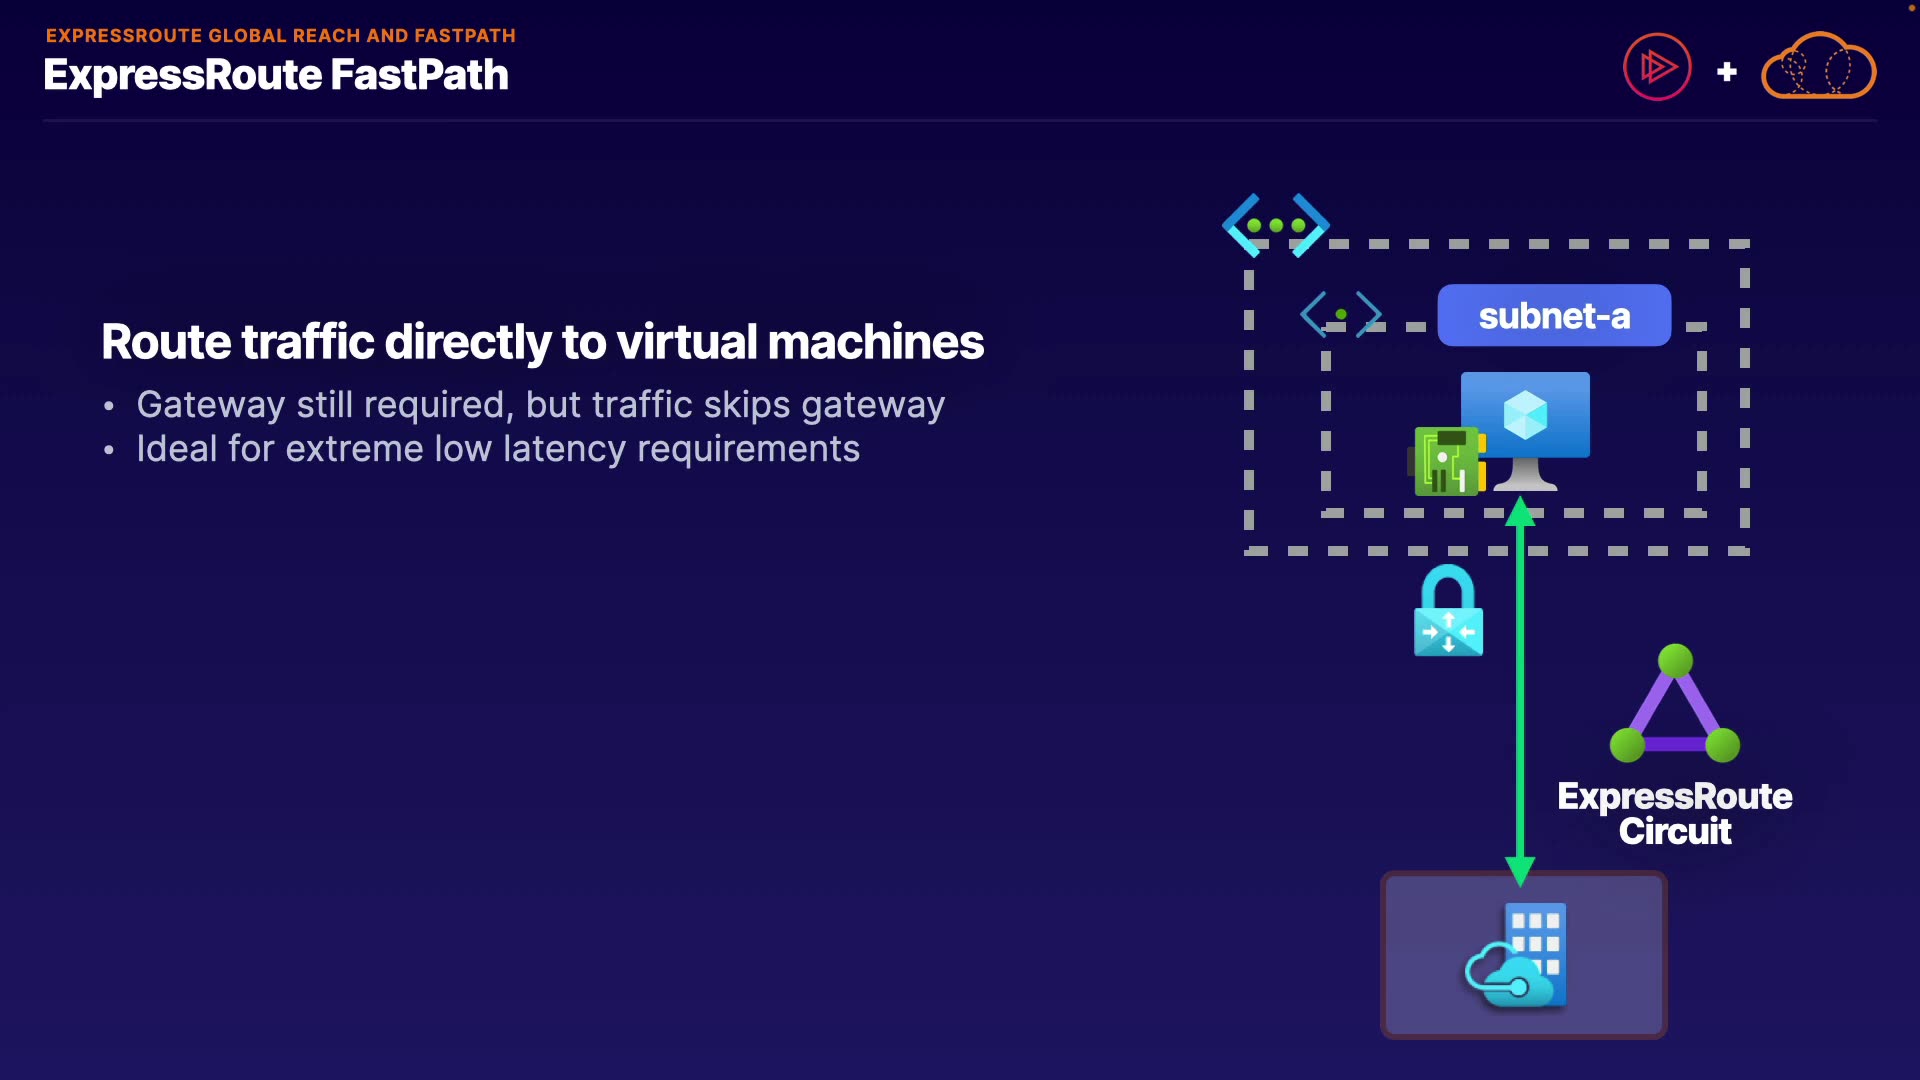 EXPRESSROUTE GLOBAL REACH AND FASTPATH
ExpressRoute FastPath
Route traffic directly to virtual machines
• Gateway still required, but traffic skips gateway
• Ideal for extreme low latency requirements
subnet-a
ExpressRoute
Circuit